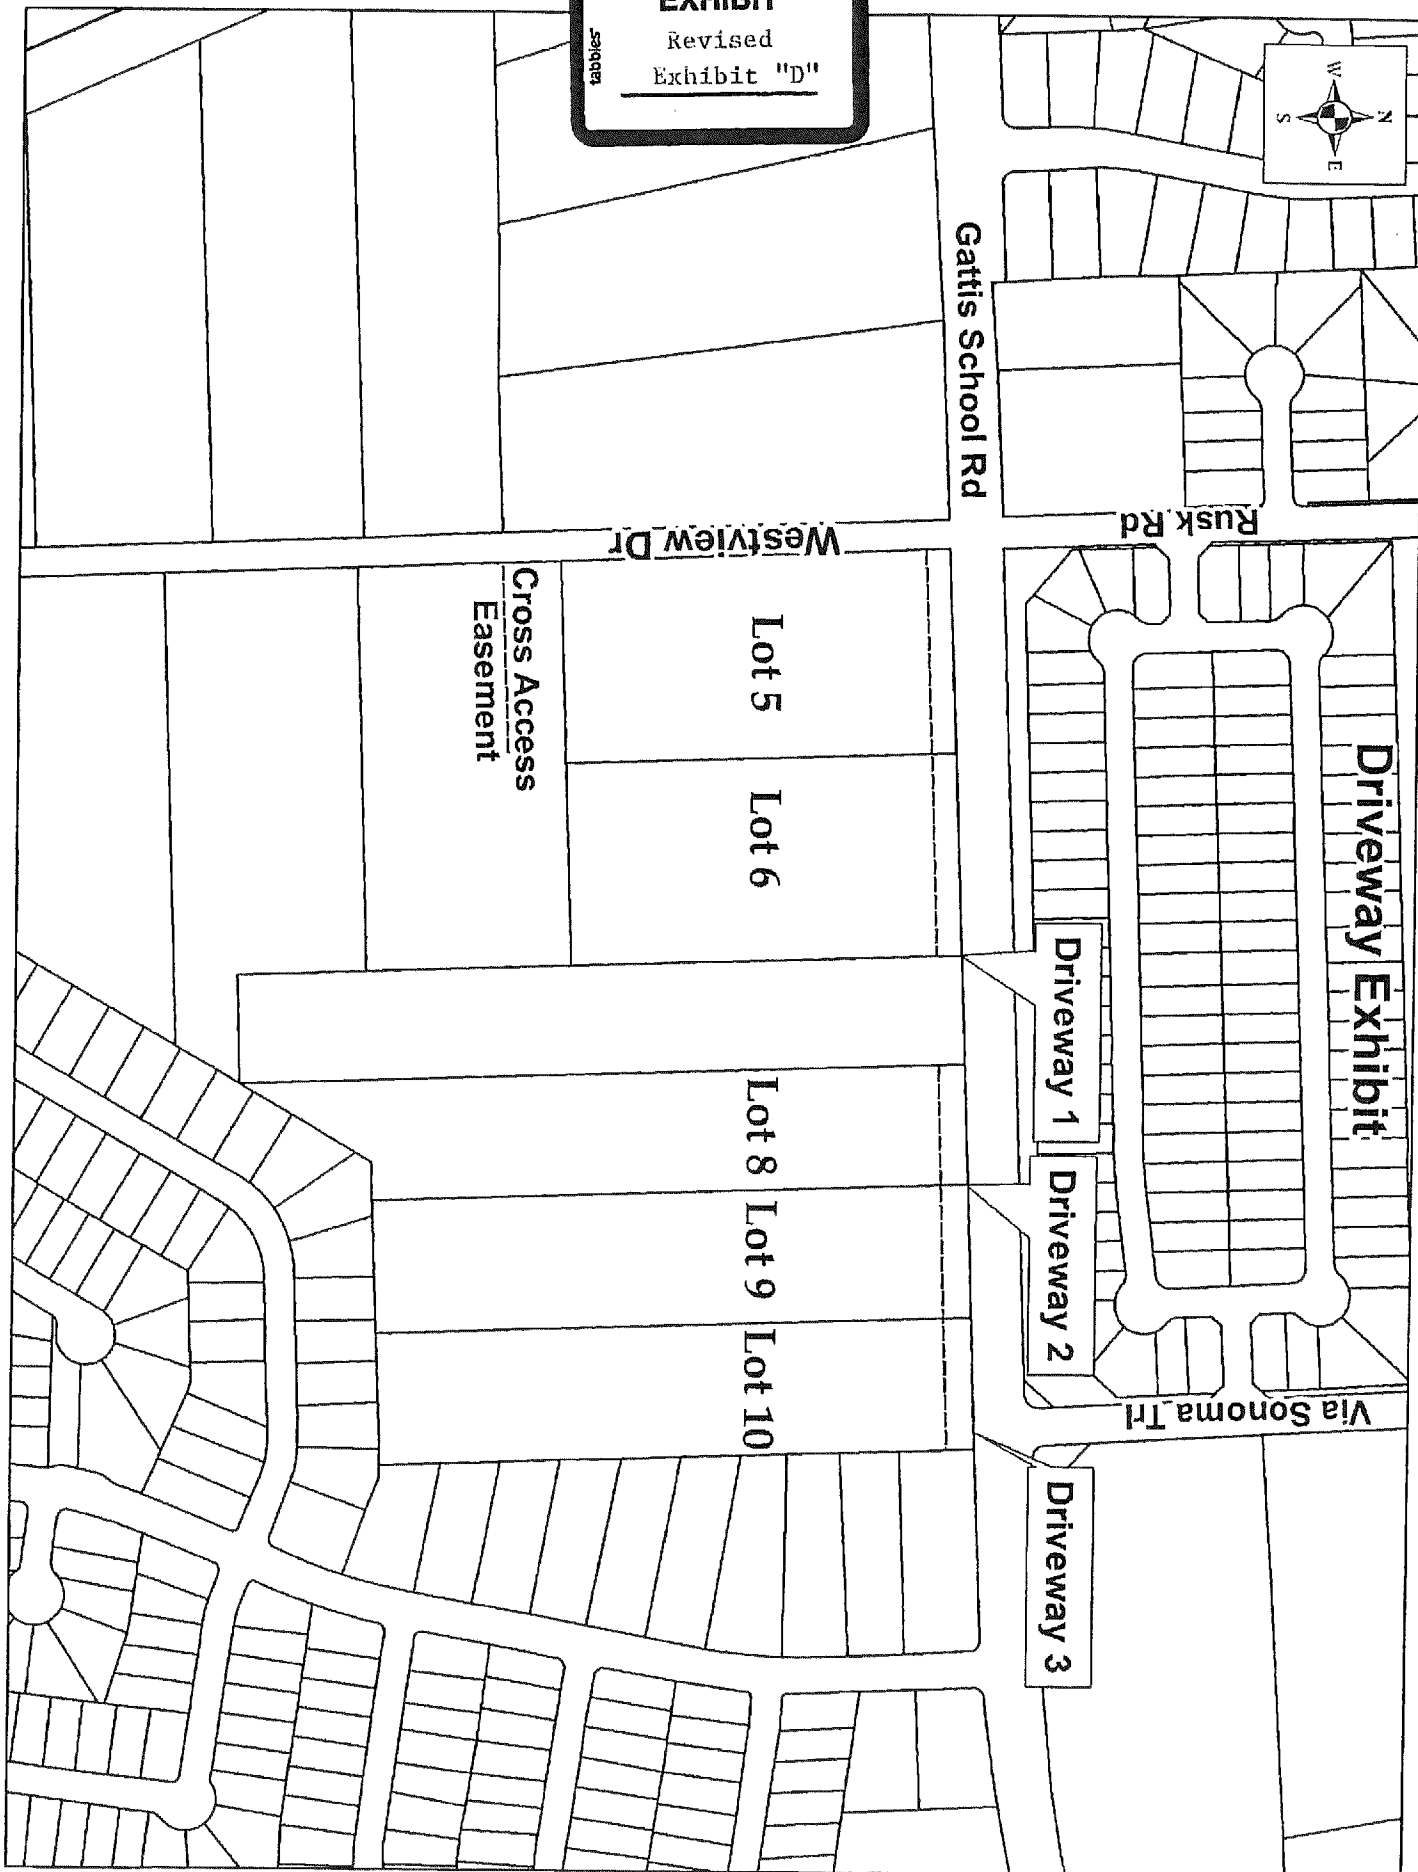 EXHIBIT
Revised
Exhibit "D"
tabbies
N
W
E
S
Driveway Exhibit
Gattis School Rd
Rusk Rd
Via Sonoma Trl
Westview Dr
Driveway 1
Driveway 2
Driveway 3
Lot 5
Lot 6
Lot 8
Lot 9
Lot 10
Cross Access
Easement